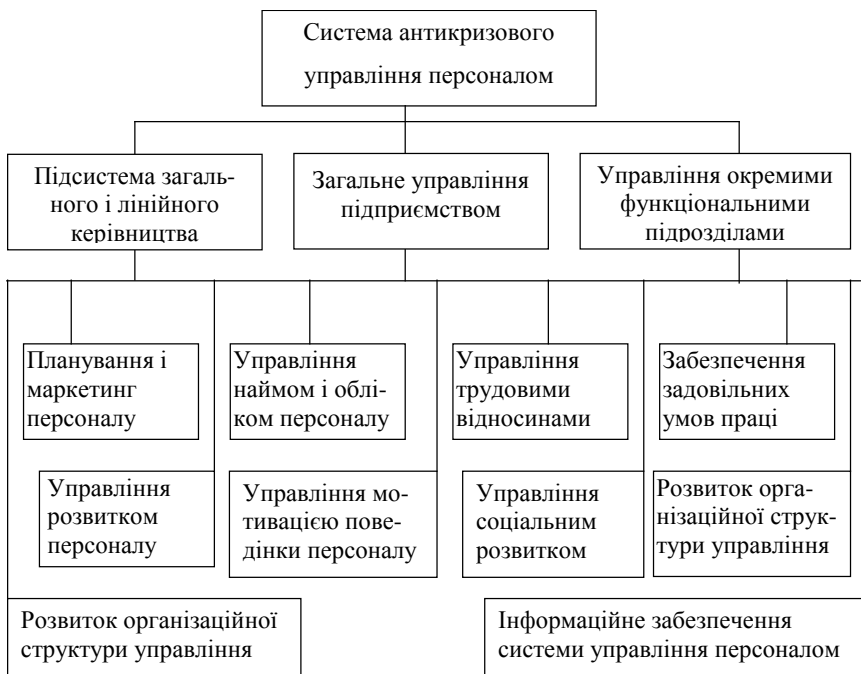 Система антикризового
управління персоналом
Підсистема загаль-
ного і лінійного
керівництва
Загальне управління
підприємством
Управління окремими
функціональними
підрозділами
Планування і
маркетинг
персоналу
Управління
наймом і облі-
ком персоналу
Управління
трудовими
відносинами
Забезпечення
задовільних
умов праці
Управління
розвитком
персоналу
Управління мо-
тивацією пове-
дінки персоналу
Управління
соціальним
розвитком
Розвиток орга-
нізаційної струк-
тури управління
Розвиток організаційної
структури управління
Інформаційне забезпечення
системи управління персоналом